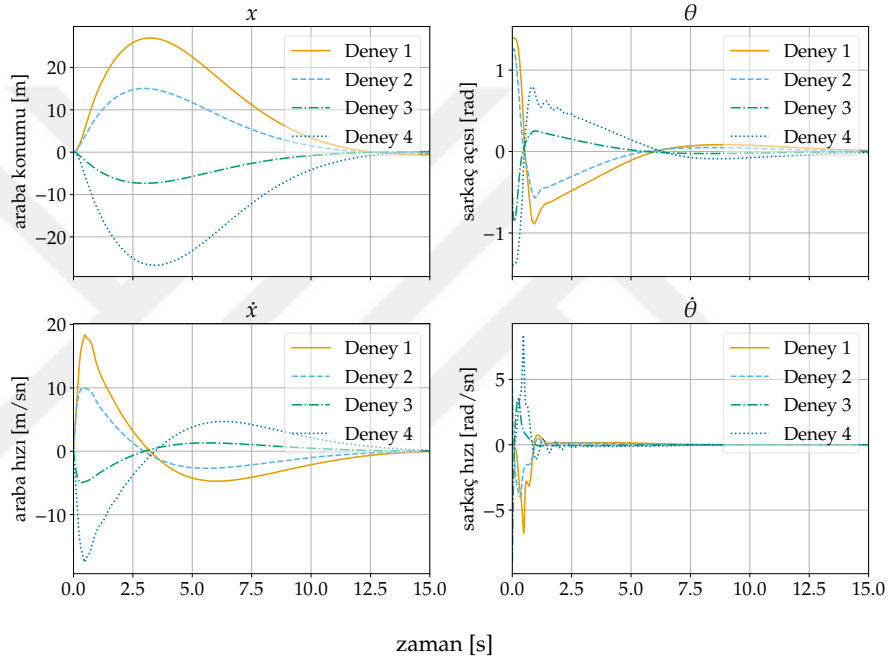 x
araba konumu [m]
20
10
0
−10
−20
Deney 1
Deney 2
Deney 3
Deney 4
θ
sarkaç açısı [rad]
1
0
−1
Deney 1
Deney 2
Deney 3
Deney 4
ẋ
araba hızı [m/sn]
20
10
0
−10
Deney 1
Deney 2
Deney 3
Deney 4
0.0 2.5 5.0 7.5 10.0 12.5 15.0
θ̇
sarkaç hızı [rad/sn]
5
0
−5
Deney 1
Deney 2
Deney 3
Deney 4
0.0 2.5 5.0 7.5 10.0 12.5 15.0
zaman [s]